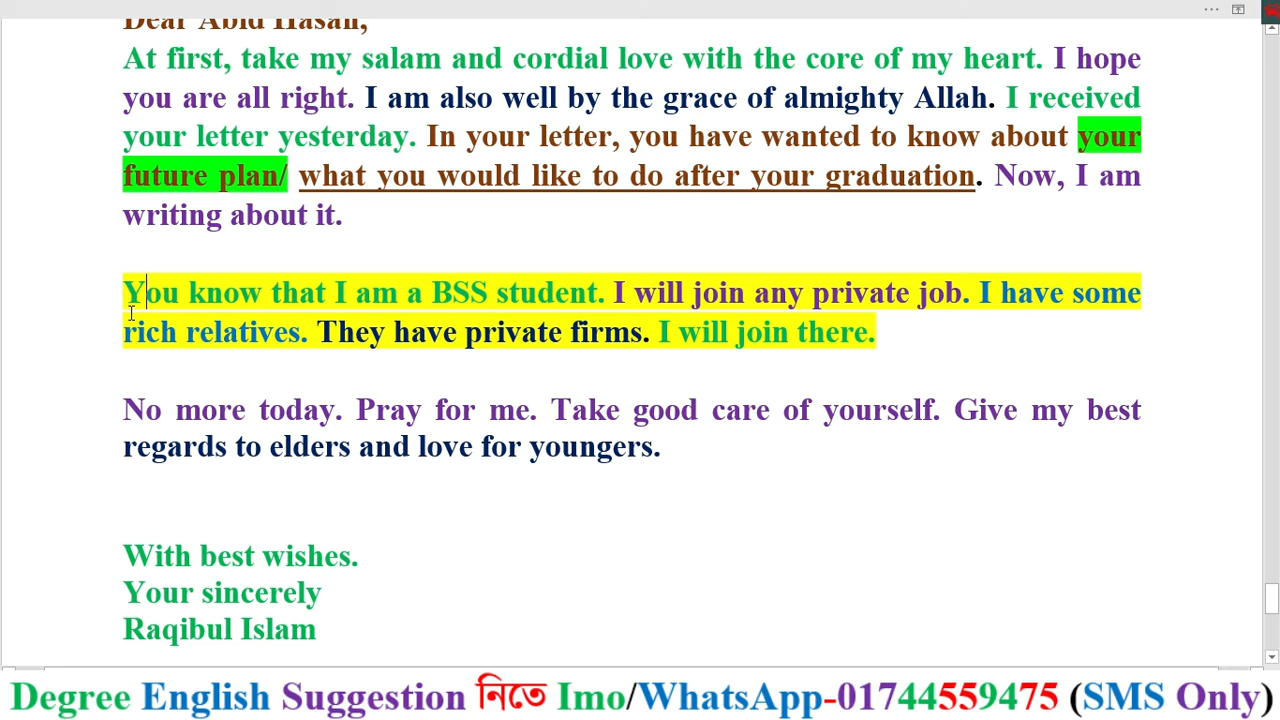 Dear Abid Hasan,
At first, take my salam and cordial love with the core of my heart. I hope
you are all right. I am also well by the grace of almighty Allah. I received
your letter yesterday. In your letter, you have wanted to know about your
future plan/ what you would like to do after your graduation. Now, I am
writing about it.
You know that I am a BSS student. I will join any private job. I have some
rich relatives. They have private firms. I will join there.
No more today. Pray for me. Take good care of yourself. Give my best
regards to elders and love for youngers.
With best wishes.
Your sincerely
Raqibul Islam
Degree English Suggestion নিতে Imo/WhatsApp-01744559475 (SMS Only)